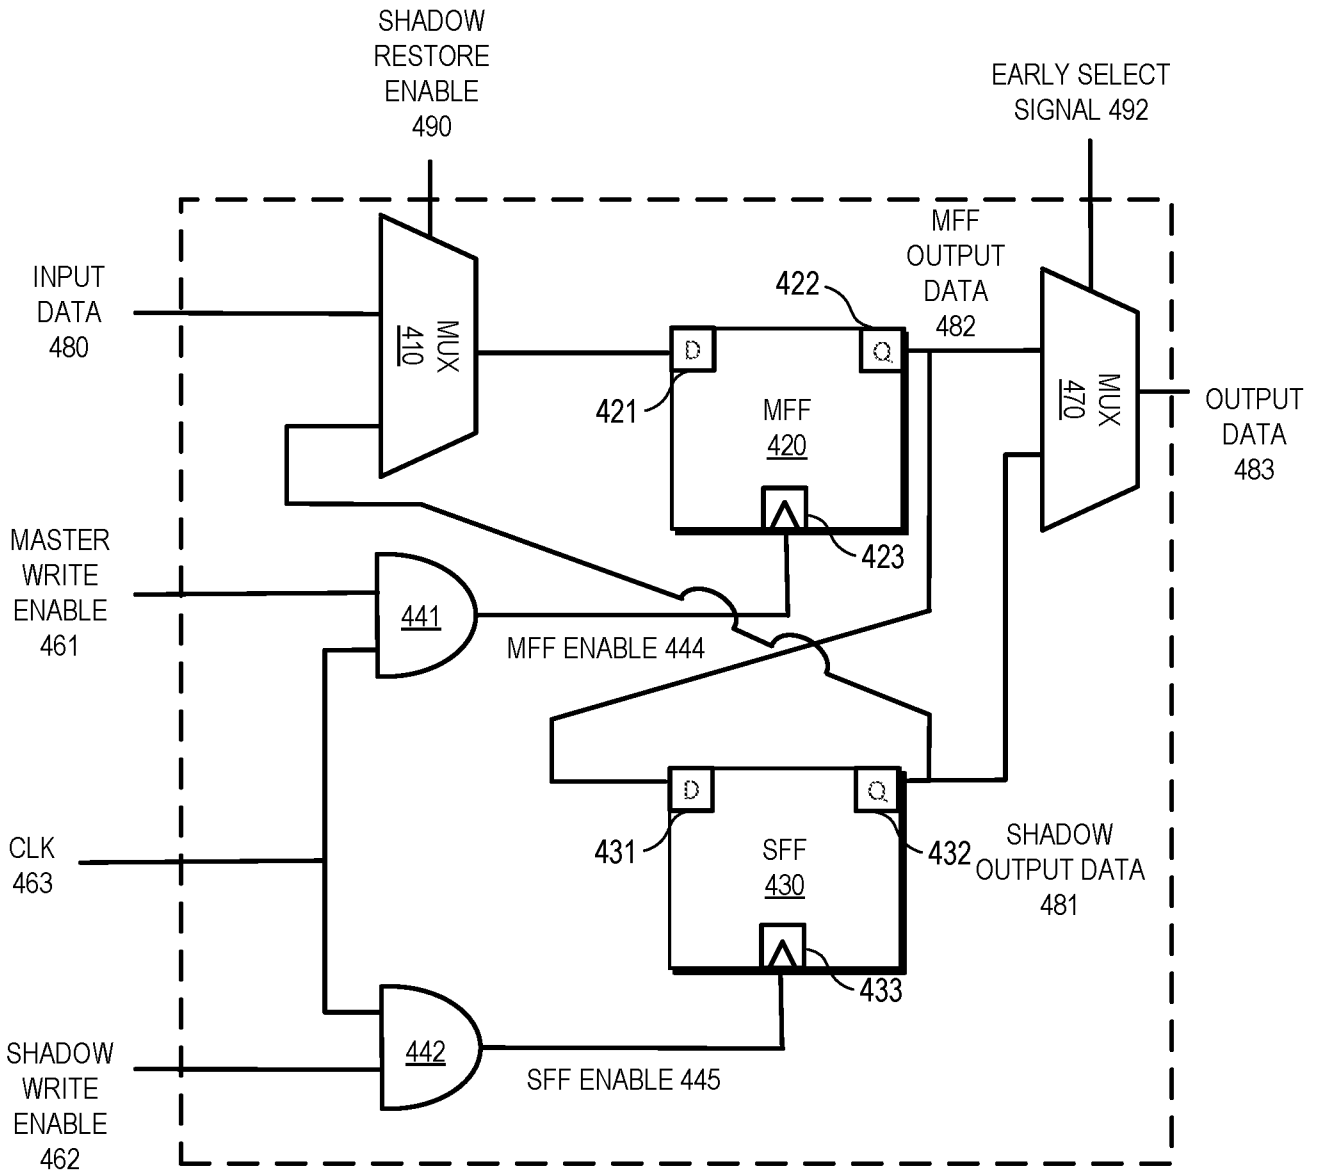 SHADOW
RESTORE
ENABLE
490
EARLY SELECT
SIGNAL 492
INPUT
DATA
480
MUX
410
D
421
MFF
420
Q
422
423
MFF
OUTPUT
DATA
482
MUX
470
OUTPUT
DATA
483
MASTER
WRITE
ENABLE
461
441
MFF ENABLE 444
CLK
463
D
431
SFF
430
Q
432
433
SHADOW
OUTPUT DATA
481
SHADOW
WRITE
ENABLE
462
442
SFF ENABLE 445